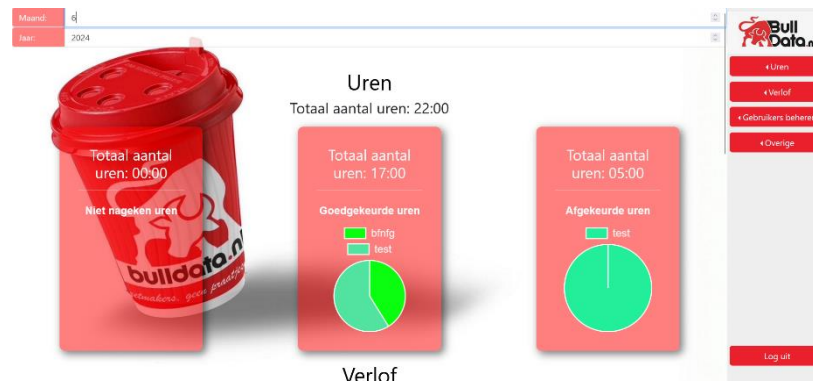 Maand:
6
Jaar:
2024
Bull
Data.n
Uren
Verlof
Gebruikers beheren
Overige
Uren
Totaal aantal uren: 22:00
Totaal aantal
uren: 00:00
Niet nageken uren
Totaal aantal
uren: 17:00
Goedgekeurde uren
bfnfg
test
Totaal aantal
uren: 05:00
Afgekeurde uren
test
bulldata.nl
geen praatjes
Verlof
Log uit